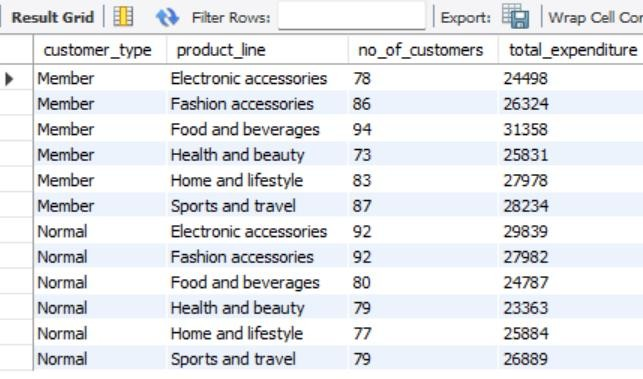 Result Grid Filter Rows: Export: Wrap Cell Con
customer_type product_line no_of_customers total_expenditure
Member Electronic accessories 78 24498
Member Fashion accessories 86 26324
Member Food and beverages 94 31358
Member Health and beauty 73 25831
Member Home and lifestyle 83 27978
Member Sports and travel 87 28234
Normal Electronic accessories 92 29839
Normal Fashion accessories 92 27982
Normal Food and beverages 80 24787
Normal Health and beauty 79 23363
Normal Home and lifestyle 77 25884
Normal Sports and travel 79 26889